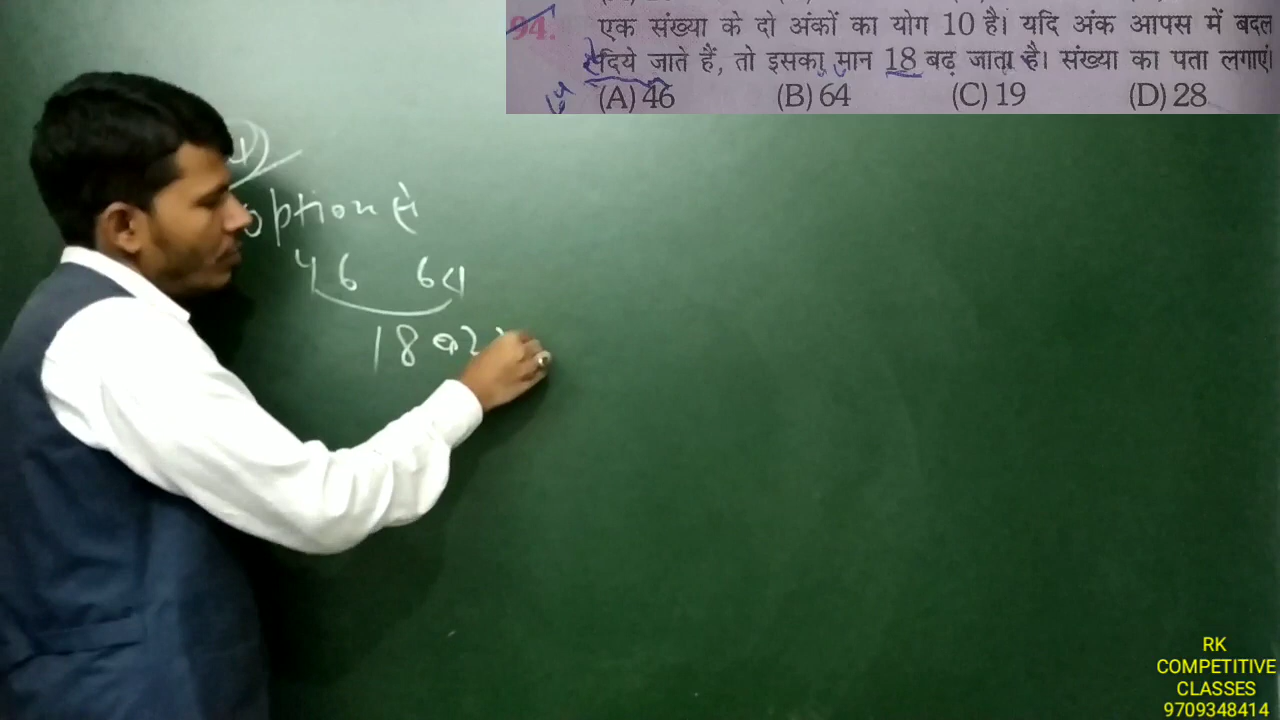 94. एक संख्या के दो अंकों का योग 10 है। यदि अंक आपस में बदल
दिये जाते हैं, तो इसका मान 18 बढ़ जाता है। संख्या का पता लगाएं।
(A) 46 (B) 64 (C) 19 (D) 28
64
option से
46 64
18
RK
COMPETITIVE
CLASSES
9709348414